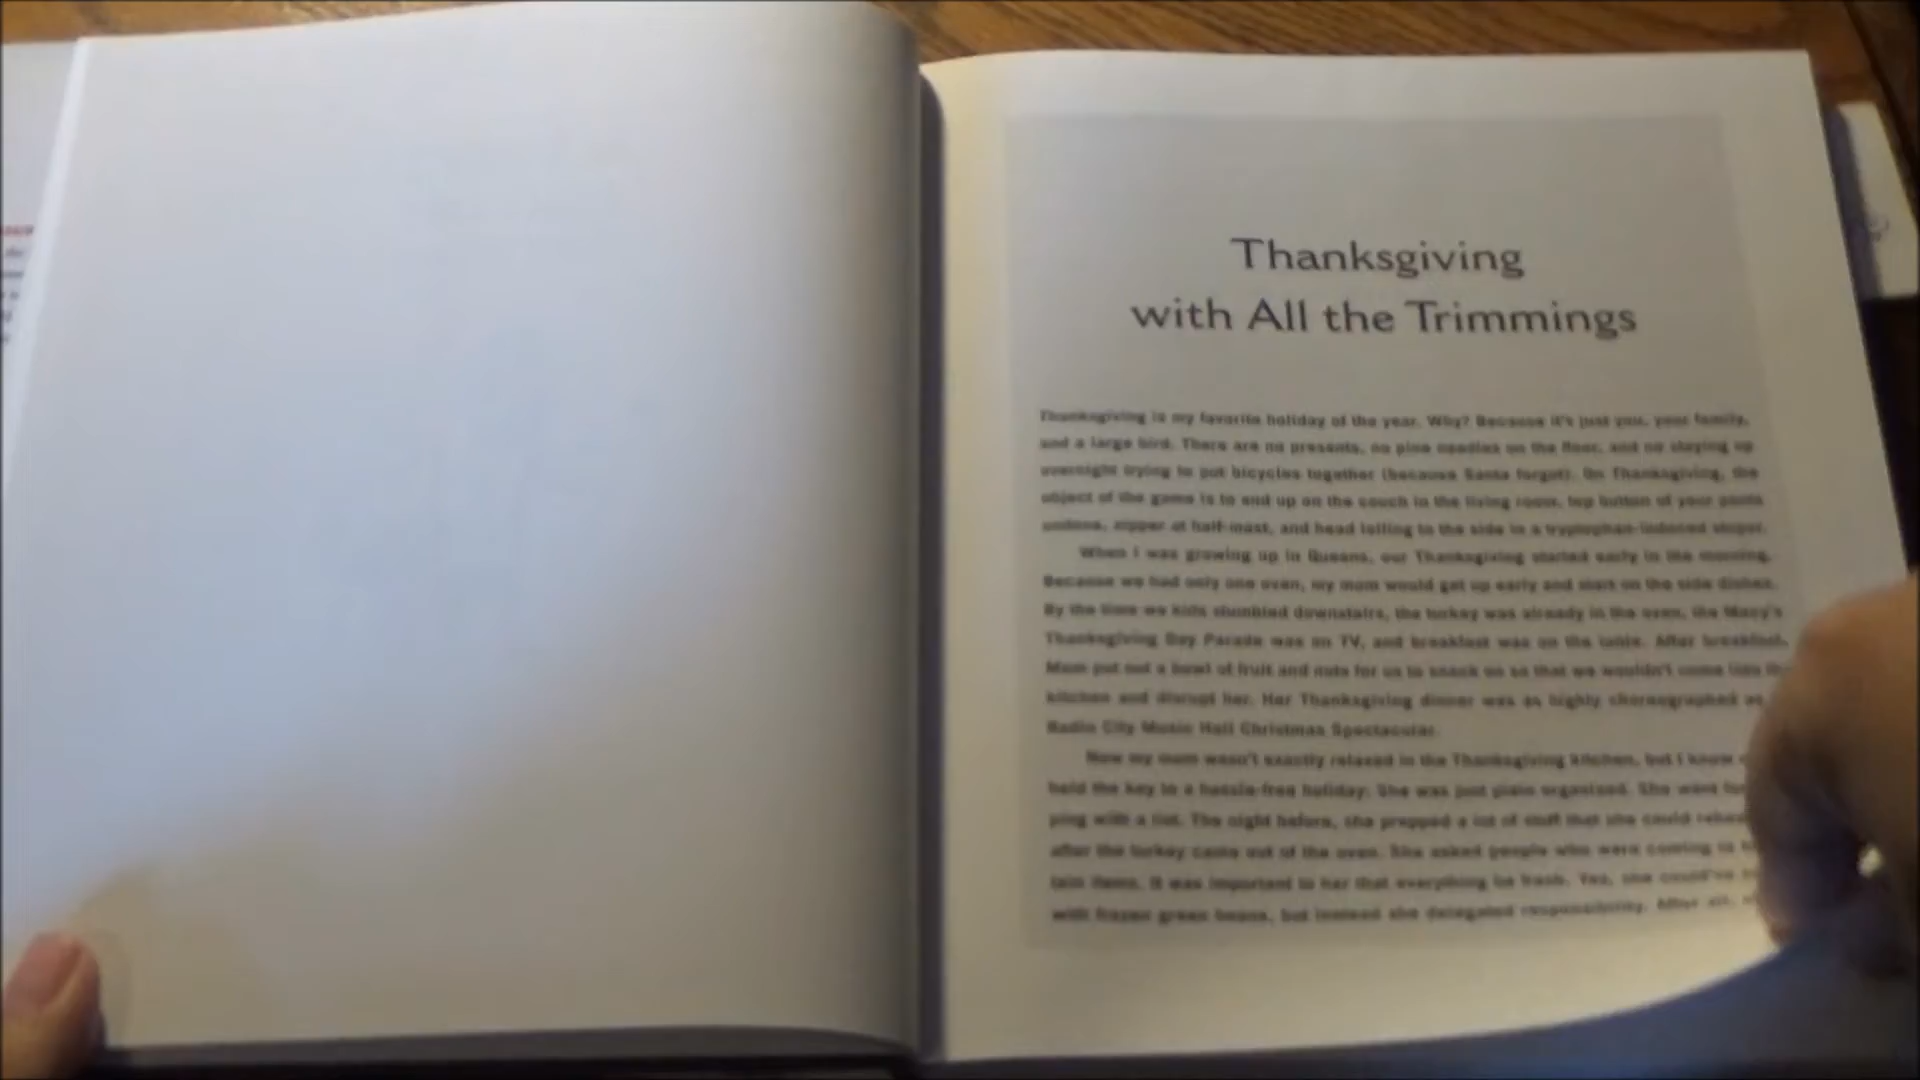 Thanksgiving
with All the Trimmings
Thanksgiving is my favorite holiday of the year. Why? Because it's just you, your family,
and a large bird. There are no presents, no pine needles on the floor, and no staying up
overnight trying to put bicycles together (because Santa forgot). On Thanksgiving, the
object of the game is to end up on the couch in the living room, top button of your pants
undone, zipper at half-mast, and head lolling to the side in a tryptophan-induced stupor.
When I was growing up in Queens, our Thanksgiving started early in the morning.
Because we had only one oven, my mom would get up early and start on the side dishes.
By the time we kids stumbled downstairs, the turkey was already in the oven, the Macy's
Thanksgiving Day Parade was on TV, and breakfast was on the table. After breakfast,
Mom put out a bowl of fruit and nuts for us to snack on so that we wouldn't come into
kitchen and disrupt her. Her Thanksgiving dinner was as highly choreographed as
Radio City Music Hall Christmas Spectacular.
Now my mom wasn't exactly relaxed in the Thanksgiving kitchen, but I know
held the key to a hassle-free holiday: She was just plain organized. She went
ping with a list. The night before, she prepped a lot of stuff that she could
after the turkey came out of the oven. She asked people who were coming to
tain items. It was important to her that everything be fresh. Yes, she could've
with frozen green beans, but instead she delegated responsibility. After all,